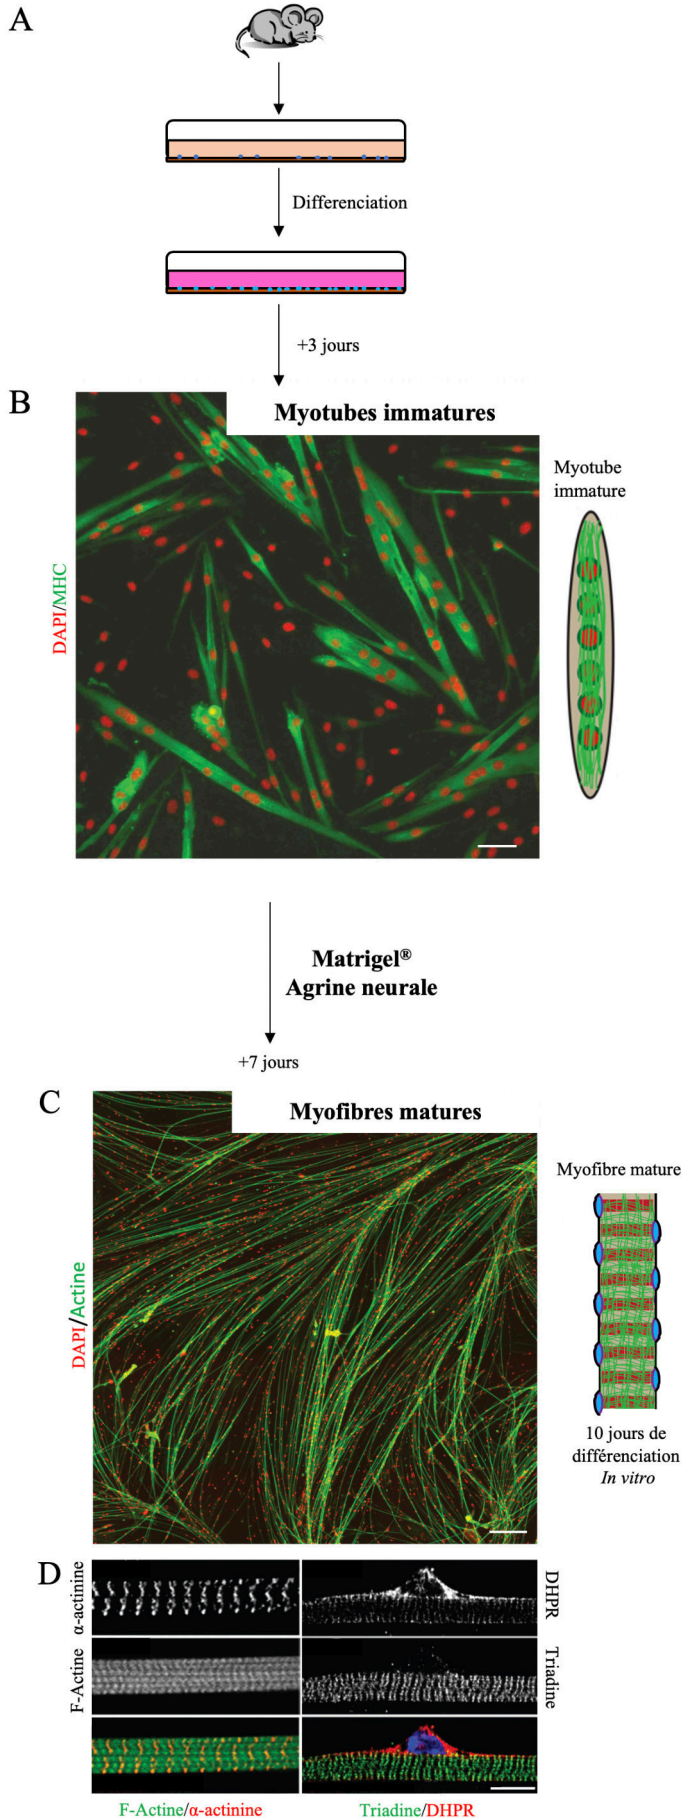 A
Differenciation
+3 jours
B
Myotubes immatures
Myotube
immature
DAPI/MHC
Matrigel®
Agrine neurale
+7 jours
C
Myofibres matures
Myofibre mature
DAPI/Actine
10 jours de
différenciation
In vitro
D
α-actinine
DHPR
F-Actine
Triadine
F-Actine/α-actinine
Triadine/DHPR